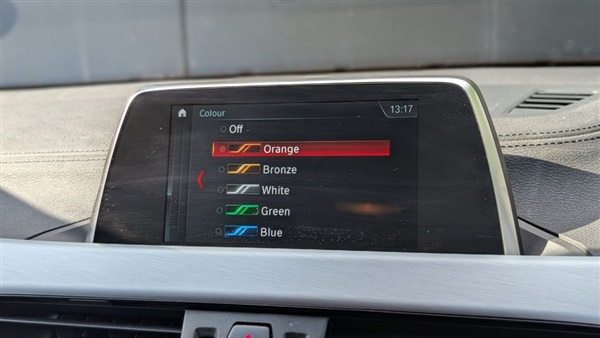 Colour
13:17
Off
Orange
Bronze
White
Green
Blue